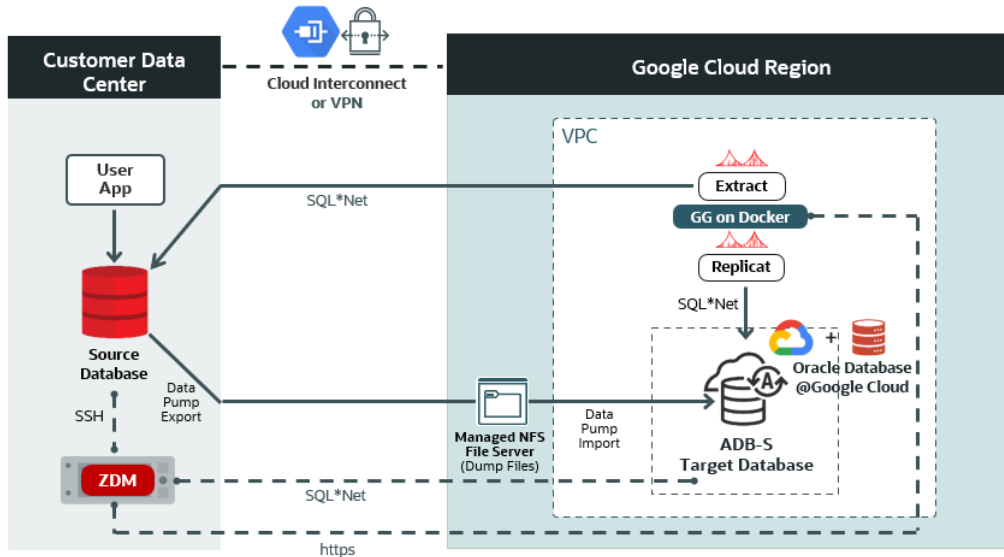 Customer Data
Center
Cloud Interconnect
or VPN
Google Cloud Region
VPC
User
App
SQL*Net
Extract
GG on Docker
Replicat
SQL*Net
Source
Database
Data
Pump
Export
SSH
Managed NFS
File Server
(Dump Files)
Data
Pump
Import
+
Oracle Database
@Google Cloud
A
ADB-S
Target Database
ZDM
SQL*Net
https